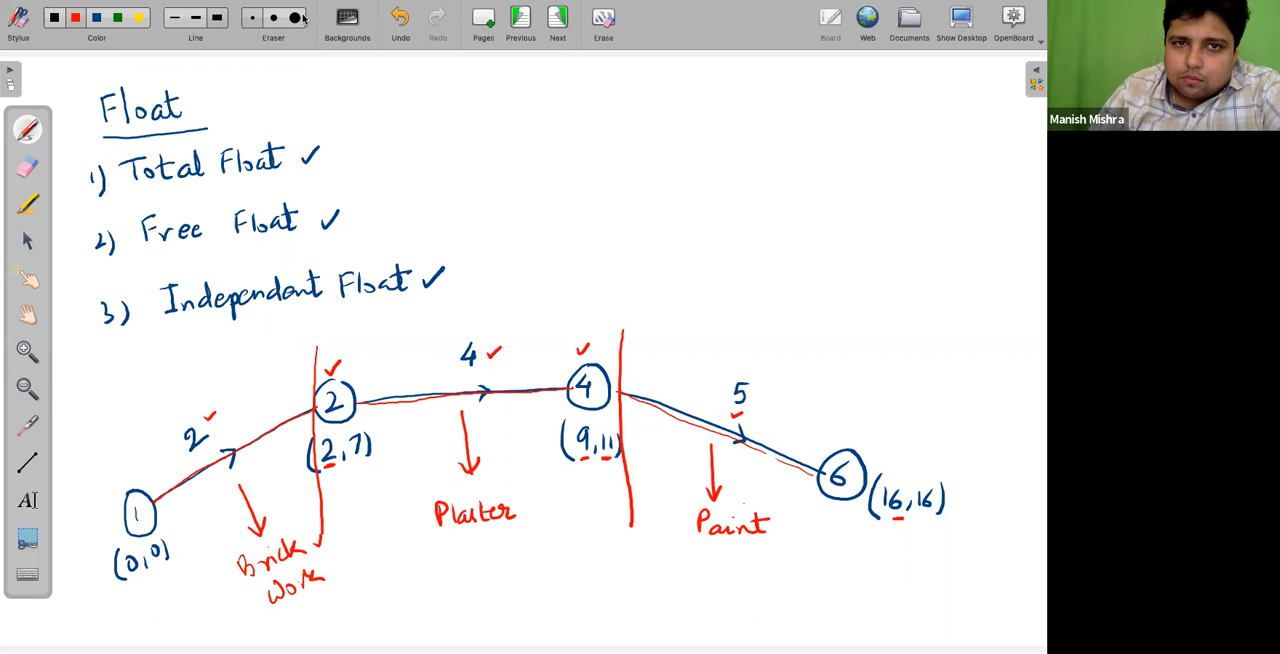 Stylus
Color
Line
Eraser
Backgrounds
Undo
Redo
Pages
Previous
Next
Erase
Board
Web
Documents
Show Desktop
OpenBoard
Manish Mishra
Float
1) Total Float ✓
2) Free Float ✓
3) Independent Float ✓
4 ✓
✓
✓
5
✓
2 ✓
2
4
(2,7)
(9,11)
6
(16,16)
1
(0,0)
Plaster
Paint
Brick
Work
AI